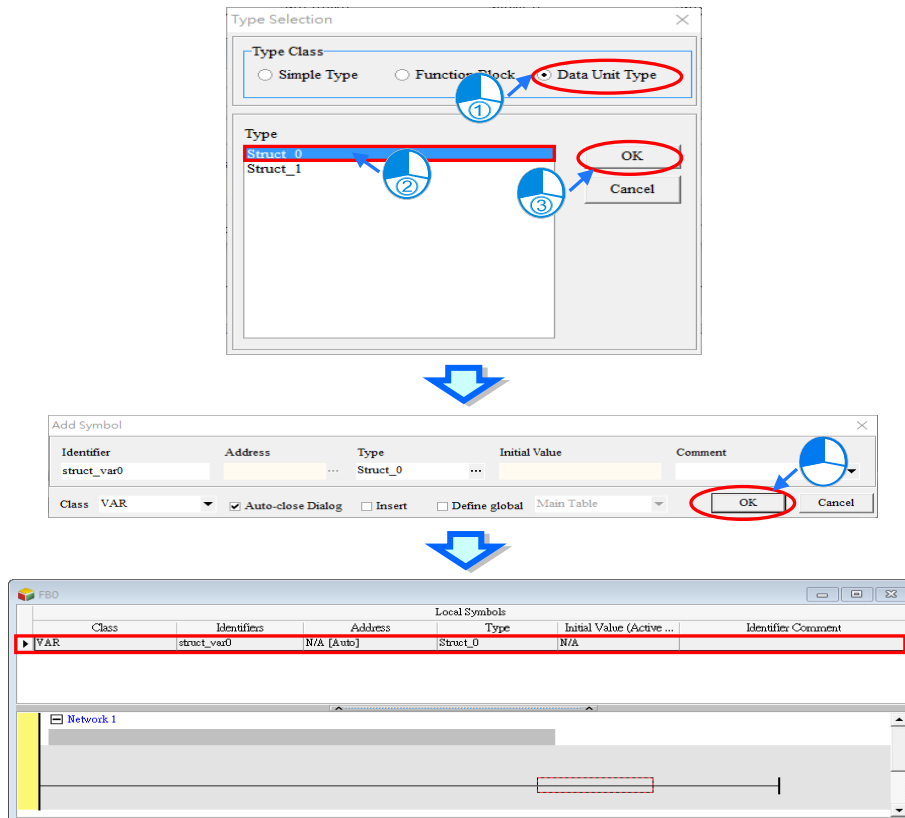 Type Selection
Type Class
Simple Type Function Block Data Unit Type
①
Type
Struct_0
Struct_1
OK
②
Cancel
③
Add Symbol
Identifier Address Type Initial Value Comment
struct_var0 ... Struct_0 ...
Class VAR Auto-close Dialog Insert Define global Main Table OK Cancel
FB0
Local Symbols
Class Identifiers Address Type Initial Value (Active ... Identifier Comment
VAR struct_var0 N/A [Auto] Struct_0 N/A
Network 1